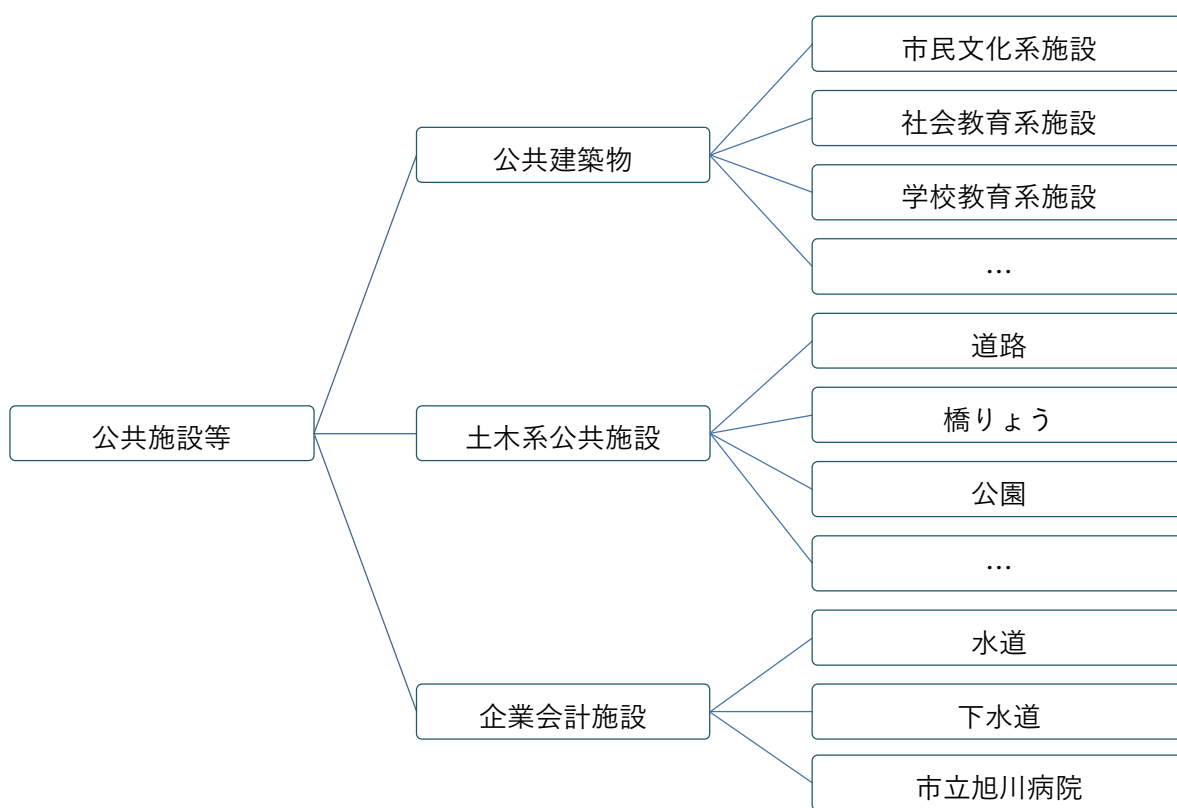 公共施設等
公共建築物
市民文化系施設
社会教育系施設
学校教育系施設
…
土木系公共施設
道路
橋りょう
公園
…
企業会計施設
水道
下水道
市立旭川病院